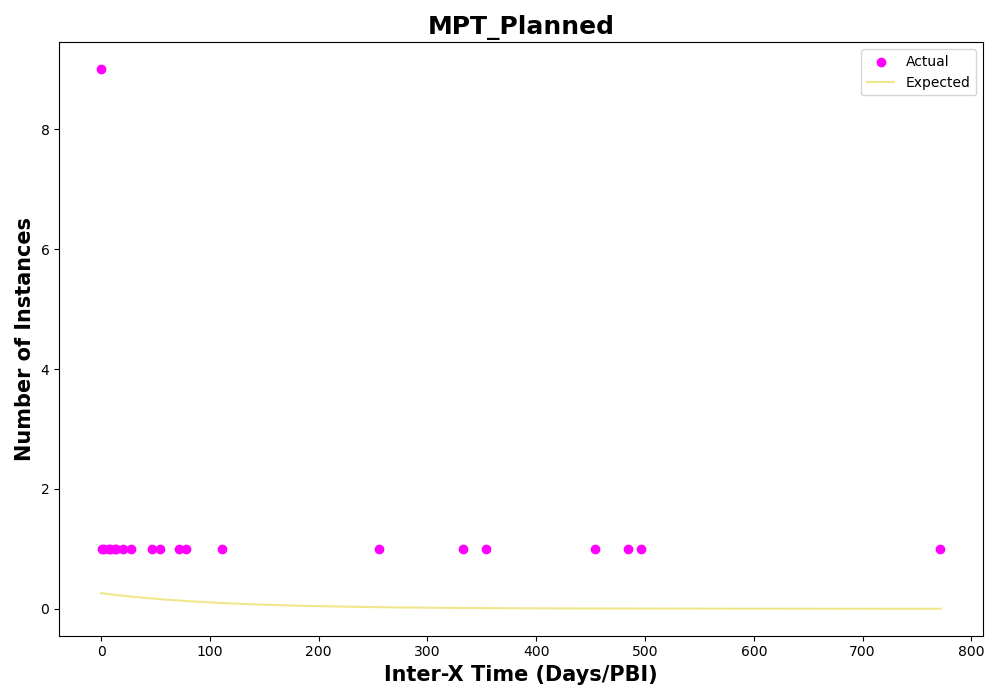 MPT_Planned
Actual
Expected
Number of Instances
8
6
4
2
0
0 100 200 300 400 500 600 700 800
Inter-X Time (Days/PBI)